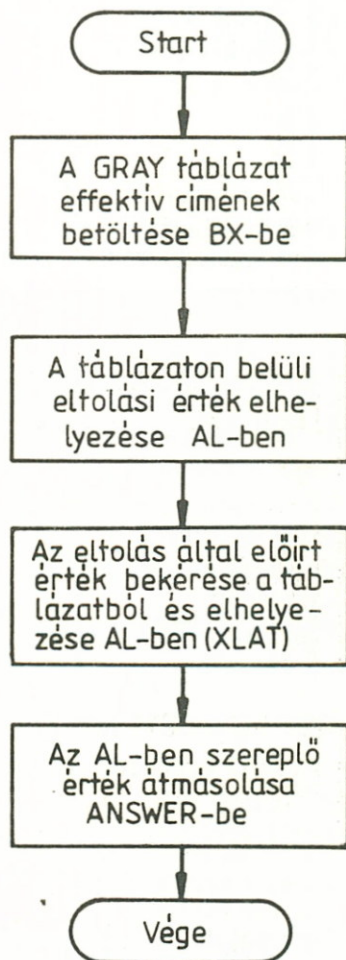 Start
A GRAY táblázat
effektív címének
betöltése BX-be
A táblázaton belüli
eltolási érték elhe-
lyezése AL-ben
Az eltolás által előírt
érték bekérése a táb-
lázatból és elhelye-
zése AL-ben (XLAT)
Az AL-ben szereplő
érték átmásolása
ANSWER-be
Vége